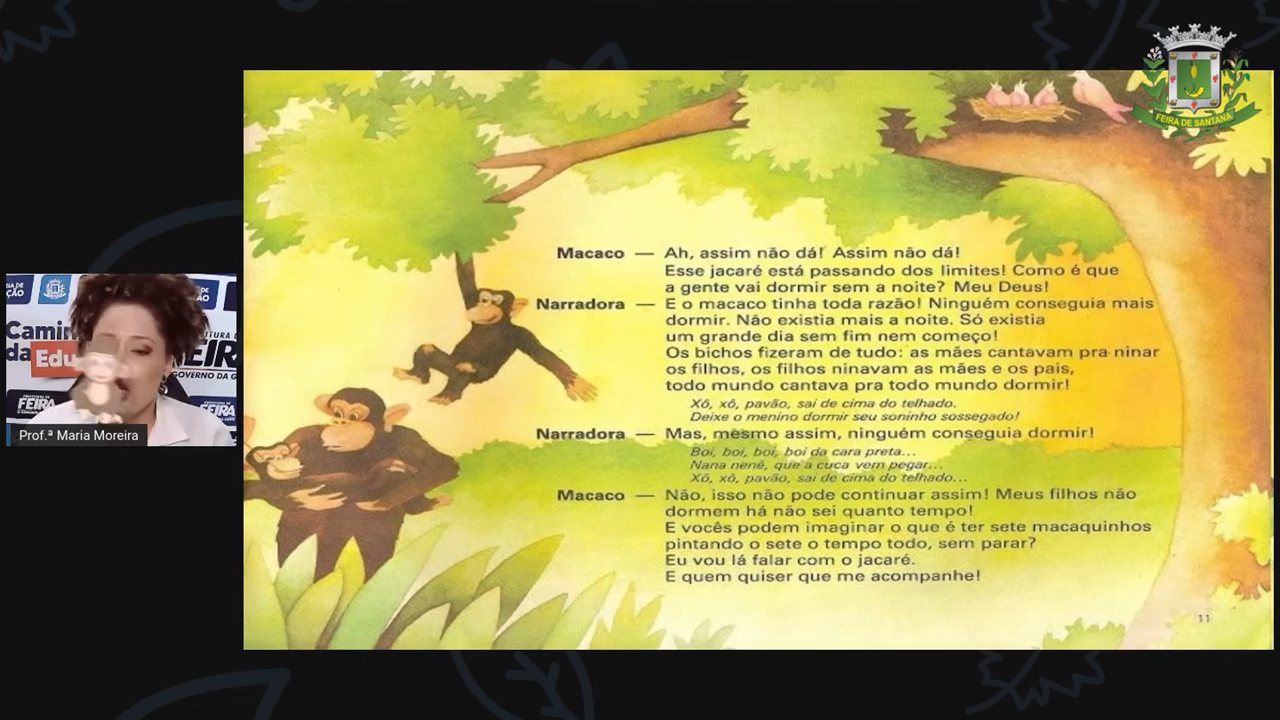 FEIRA DE SANTANA
Macaco — Ah, assim não dá! Assim não dá!
Esse jacaré está passando dos limites! Como é que
a gente vai dormir sem a noite? Meu Deus!
Narradora — E o macaco tinha toda razão! Ninguém conseguia mais
dormir. Não existia mais a noite. Só existia
um grande dia sem fim nem começo!
Os bichos fizeram de tudo: as mães cantavam pra ninar
os filhos, os filhos ninavam as mães e os pais,
todo mundo cantava pra todo mundo dormir!
Xô, xô, pavão, sai de cima do telhado.
Deixe o menino dormir seu soninho sossegado!
Narradora — Mas, mesmo assim, ninguém conseguia dormir!
Boi, boi, boi, boi da cara preta...
Nana nenê, que a cuca vem pegar...
Xô, xô, pavão, sai de cima do telhado...
Macaco — Não, isso não pode continuar assim! Meus filhos não
dormem há não sei quanto tempo!
E vocês podem imaginar o que é ter sete macaquinhos
pintando o sete o tempo todo, sem parar?
Eu vou lá falar com o jacaré.
E quem quiser que me acompanhe!
11
Camin
da Edu
FEIRA
GOVERNO DA
FEIRA
Prof.ª Maria Moreira